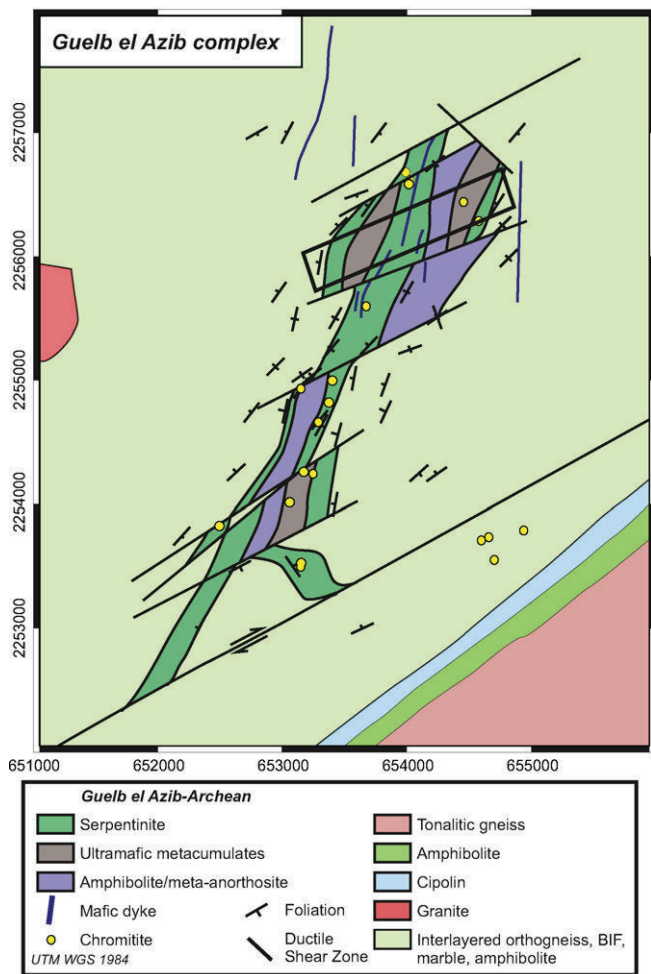 Guelb el Azib complex
2257000
2256000
2255000
2254000
2253000
651000 652000 653000 654000 655000
Guelb el Azib-Archean
Serpentinite
Ultramafic metacumulates
Amphibolite/meta-anorthosite
Mafic dyke
Chromitite
UTM WGS 1984
Foliation
Ductile
Shear Zone
Tonalitic gneiss
Amphibolite
Cipolin
Granite
Interlayered orthogneiss, BIF,
marble, amphibolite